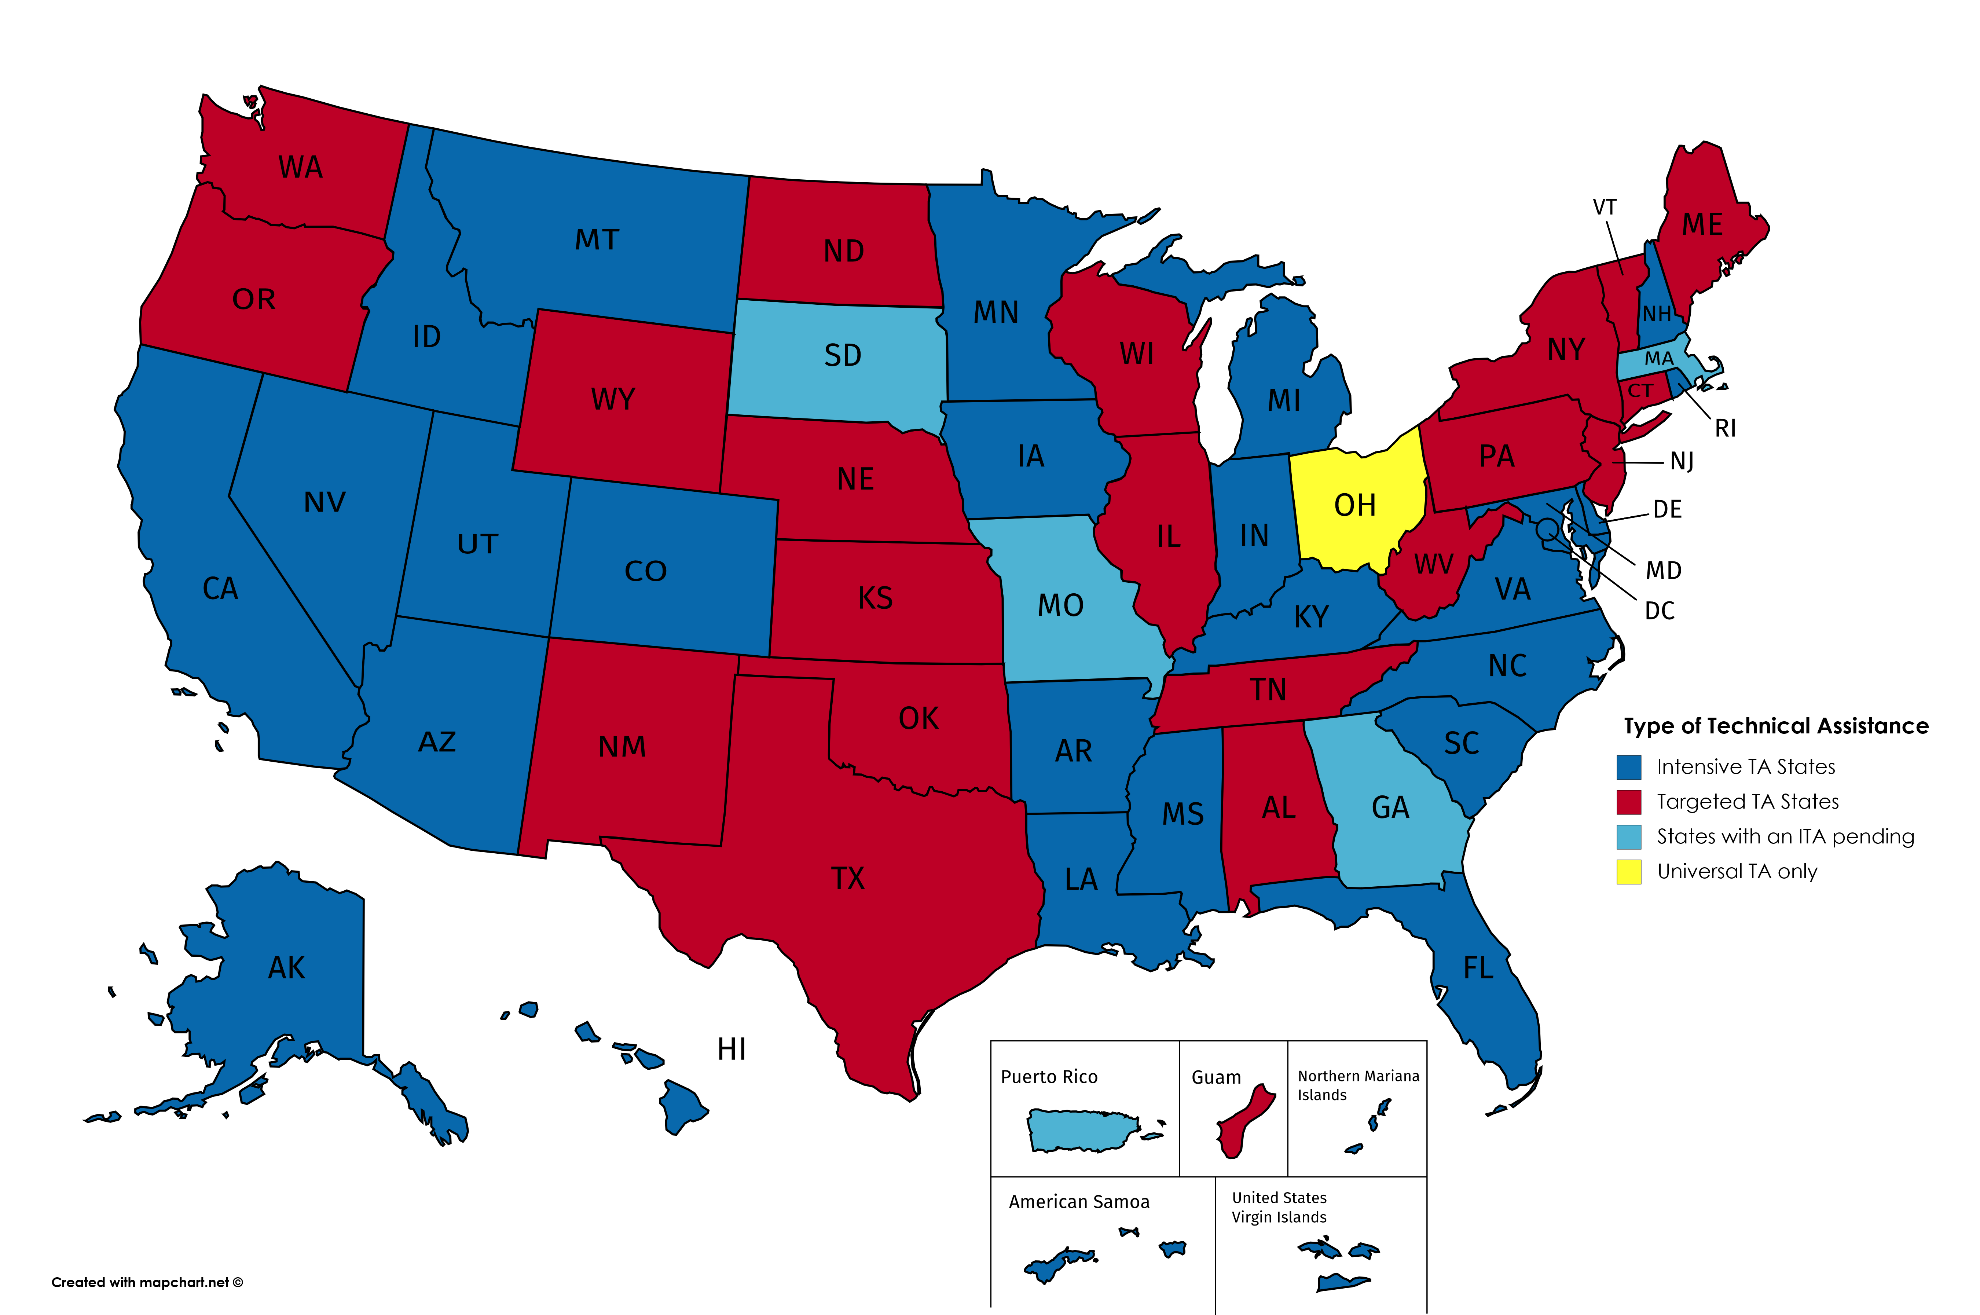 WA
OR
CA
ID
NV
MT
WY
UT
AZ
CO
NM
ND
SD
NE
KS
OK
TX
MN
IA
MO
AR
LA
WI
IL
MI
IN
OH
KY
TN
MS
AL
GA
FL
SC
NC
VA
WV
PA
NY
VT
NH
ME
MA
CT
RI
NJ
DE
MD
DC
AK
HI
Type of Technical Assistance
Intensive TA States
Targeted TA States
States with an ITA pending
Universal TA only
Puerto Rico
Guam
Northern Mariana
Islands
American Samoa
United States
Virgin Islands
Created with mapchart.net ©